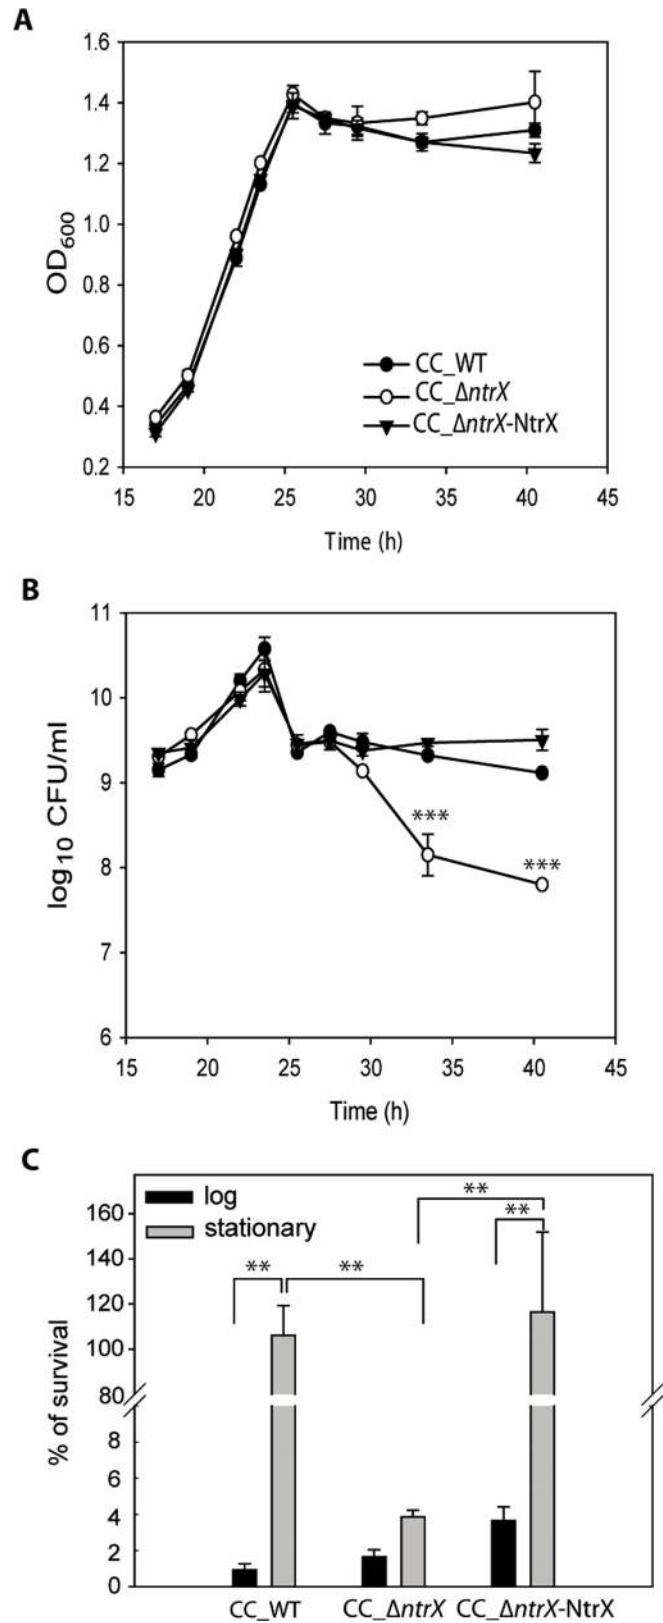 A
1.6
1.4
1.2
1.0
0.8
0.6
0.4
0.2
OD600
CC_WT
CC_ΔntrX
CC_ΔntrX-NtrX
15 20 25 30 35 40 45
Time (h)
B
11
10
9
8
7
6
log10 CFU/ml
***
***
15 20 25 30 35 40 45
Time (h)
C
log
stationary
160
140
120
100
80
8
6
4
2
0
% of survival
**
**
**
**
CC_WT CC_ΔntrX CC_ΔntrX-NtrX